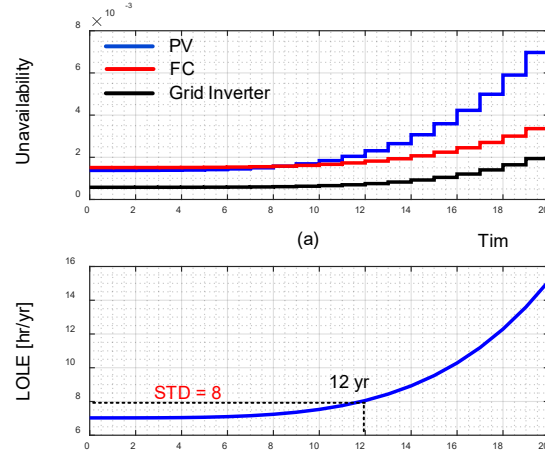 × 10⁻³
8
6
4
2
0
Unavailability
PV
FC
Grid Inverter
0 2 4 6 8 10 12 14 16 18 20
(a) Tim
16
14
12
10
8
6
LOLE [hr/yr]
STD = 8
12 yr
0 2 4 6 8 10 12 14 16 18 20